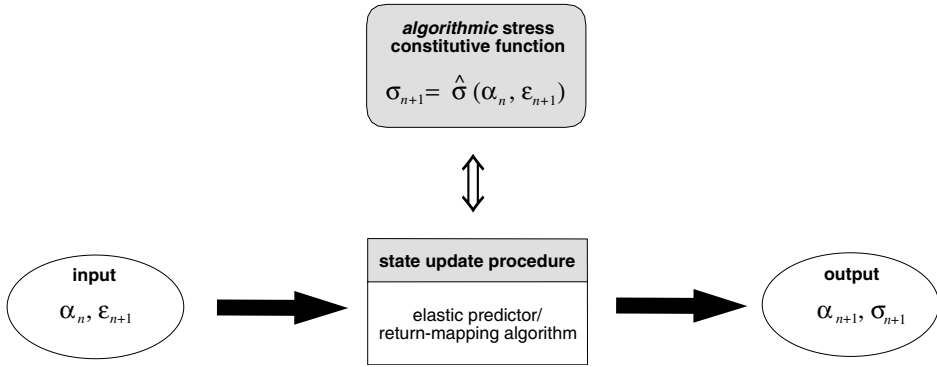 algorithmic stress
constitutive function
σₙ₊₁= σ̂ (αₙ, εₙ₊₁)
state update procedure
input
αₙ, εₙ₊₁
elastic predictor/
return-mapping algorithm
output
αₙ₊₁, σₙ₊₁